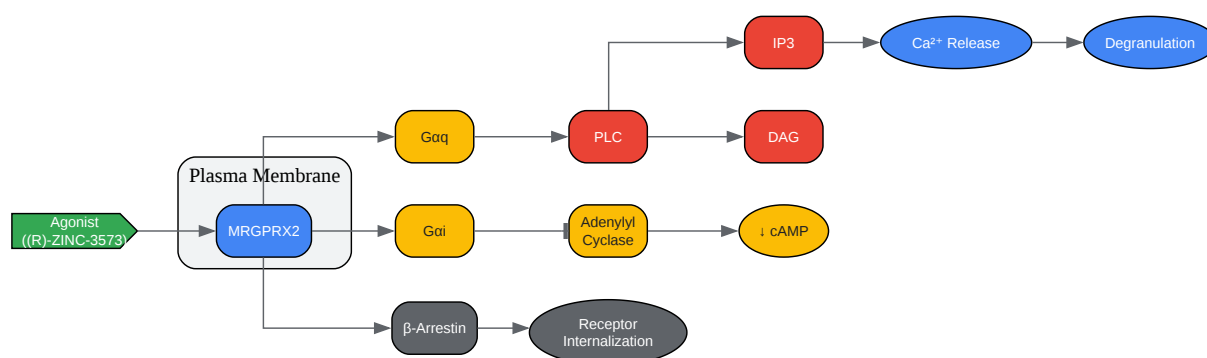 IP3
Ca²⁺ Release
Degranulation
Gαq
PLC
DAG
Plasma Membrane
Agonist
((R)-ZINC-3573)
MRGPRX2
Gαi
Adenylyl
Cyclase
↓ cAMP
β-Arrestin
Receptor
Internalization